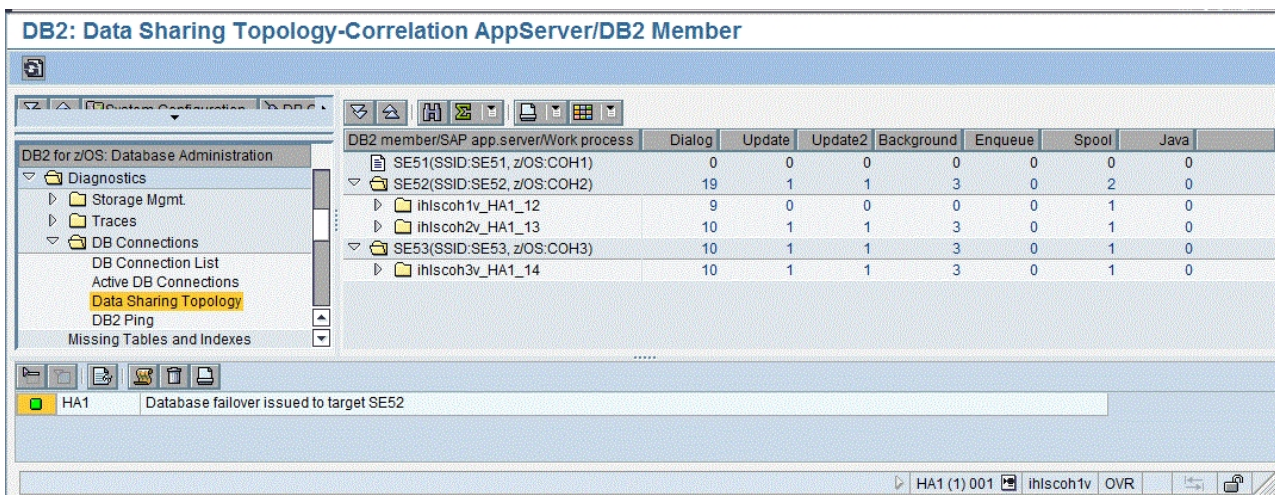 DB2: Data Sharing Topology-Correlation AppServer/DB2 Member
System Configuration
DB2 for z/OS: Database Administration
Diagnostics
Storage Mgmt.
Traces
DB Connections
DB Connection List
Active DB Connections
Data Sharing Topology
DB2 Ping
Missing Tables and Indexes
DB2 member/SAP app.server/Work process Dialog Update Update2 Background Enqueue Spool Java
SE51(SSID:SE51, z/OS:COH1) 0 0 0 0 0 0 0
SE52(SSID:SE52, z/OS:COH2) 19 1 1 3 0 2 0
ihlscoh1v_HA1_12 9 0 0 0 0 1 0
ihlscoh2v_HA1_13 10 1 1 3 0 1 0
SE53(SSID:SE53, z/OS:COH3) 10 1 1 3 0 1 0
ihlscoh3v_HA1_14 10 1 1 3 0 1 0
HA1 Database failover issued to target SE52
HA1 (1) 001 ihlscoh1v OVR